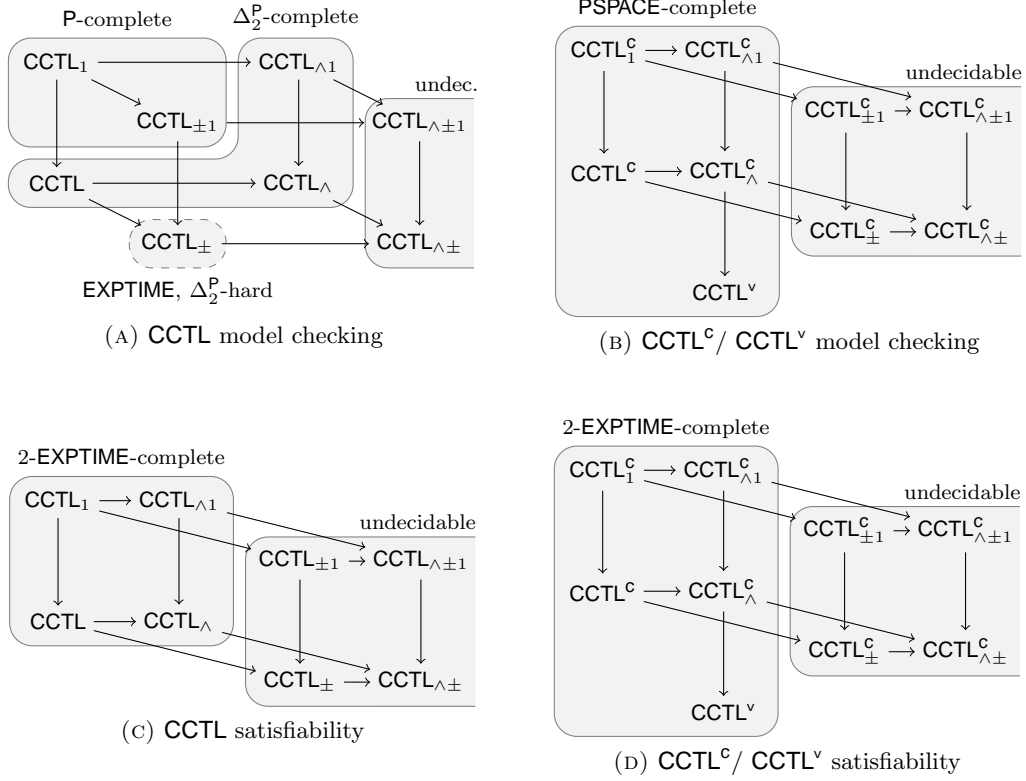 P-complete
Δ₂ᴾ-complete
CCTL₁
CCTL∧₁
undec.
CCTL±₁
CCTL∧±₁
CCTL
CCTL∧
CCTL±
CCTL∧±
EXPTIME, Δ₂ᴾ-hard
(A) CCTL model checking
PSPACE-complete
CCTLᶜ₁
CCTLᶜ∧₁
undecidable
CCTLᶜ±₁
CCTLᶜ∧±₁
CCTLᶜ
CCTLᶜ∧
CCTLᶜ±
CCTLᶜ∧±
CCTLᵛ
(B) CCTLᶜ/ CCTLᵛ model checking
2-EXPTIME-complete
CCTL₁
CCTL∧₁
undecidable
CCTL±₁
CCTL∧±₁
CCTL
CCTL∧
CCTL±
CCTL∧±
(C) CCTL satisfiability
2-EXPTIME-complete
CCTLᶜ₁
CCTLᶜ∧₁
undecidable
CCTLᶜ±₁
CCTLᶜ∧±₁
CCTLᶜ
CCTLᶜ∧
CCTLᶜ±
CCTLᶜ∧±
CCTLᵛ
(D) CCTLᶜ/ CCTLᵛ satisfiability